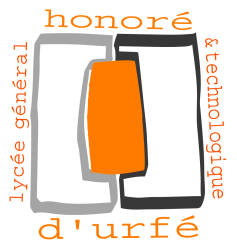 honoré
lycée général
& technologique
d'urfé